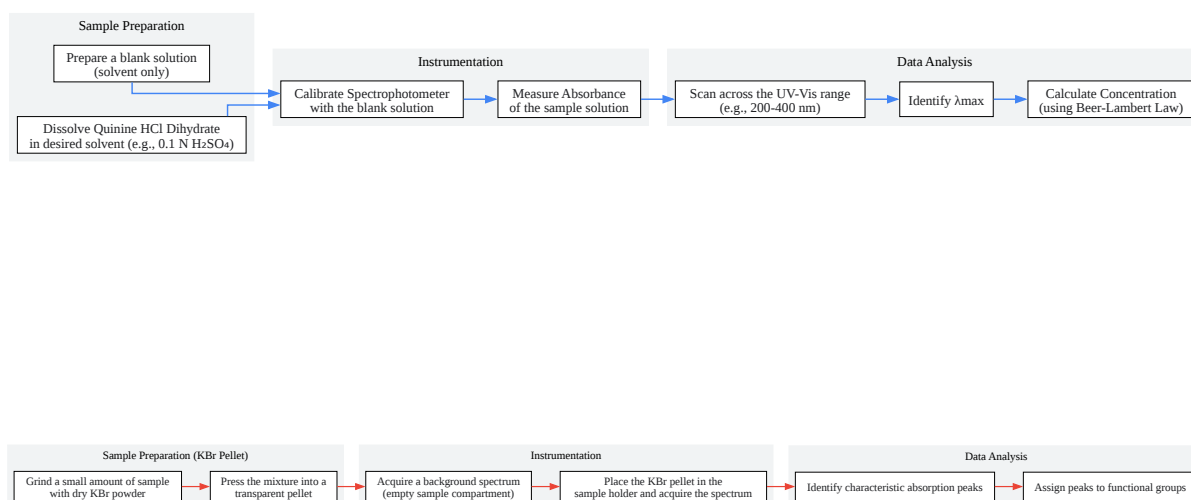 Sample Preparation
Prepare a blank solution
(solvent only)
Dissolve Quinine HCl Dihydrate
in desired solvent (e.g., 0.1 N H₂SO₄)
Instrumentation
Calibrate Spectrophotometer
with the blank solution
Measure Absorbance
of the sample solution
Data Analysis
Scan across the UV-Vis range
(e.g., 200-400 nm)
Identify λmax
Calculate Concentration
(using Beer-Lambert Law)
Sample Preparation (KBr Pellet)
Grind a small amount of sample
with dry KBr powder
Press the mixture into a
transparent pellet
Instrumentation
Acquire a background spectrum
(empty sample compartment)
Place the KBr pellet in the
sample holder and acquire the spectrum
Data Analysis
Identify characteristic absorption peaks
Assign peaks to functional groups